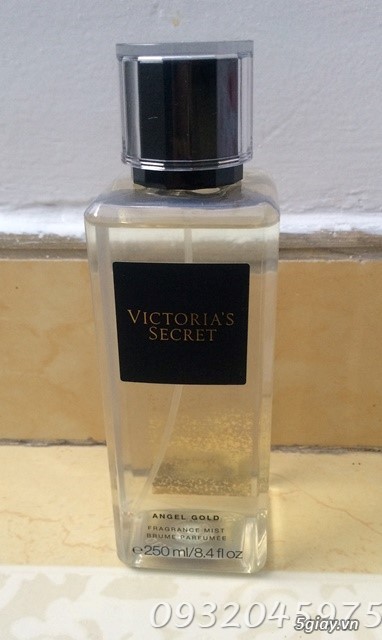 VICTORIA'S
SECRET
ANGEL GOLD
FRAGRANCE MIST
BRUME PARFUMÉE
℮250 ml/8,4 fl oz
0932045975
5giay.vn